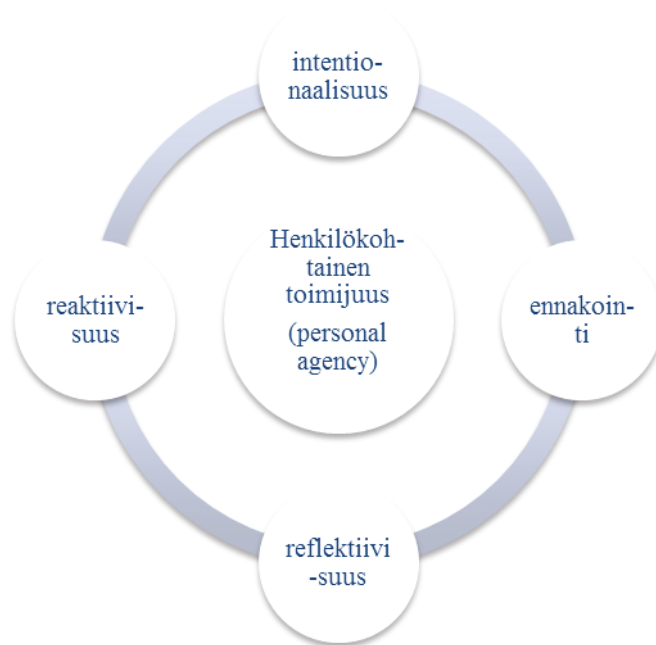 intentio-
naalisuus
Henkilökoh-
tainen
toimijuus
(personal
agency)
reaktiivi-
suus
ennakoin-
ti
reflektiivi
-suus